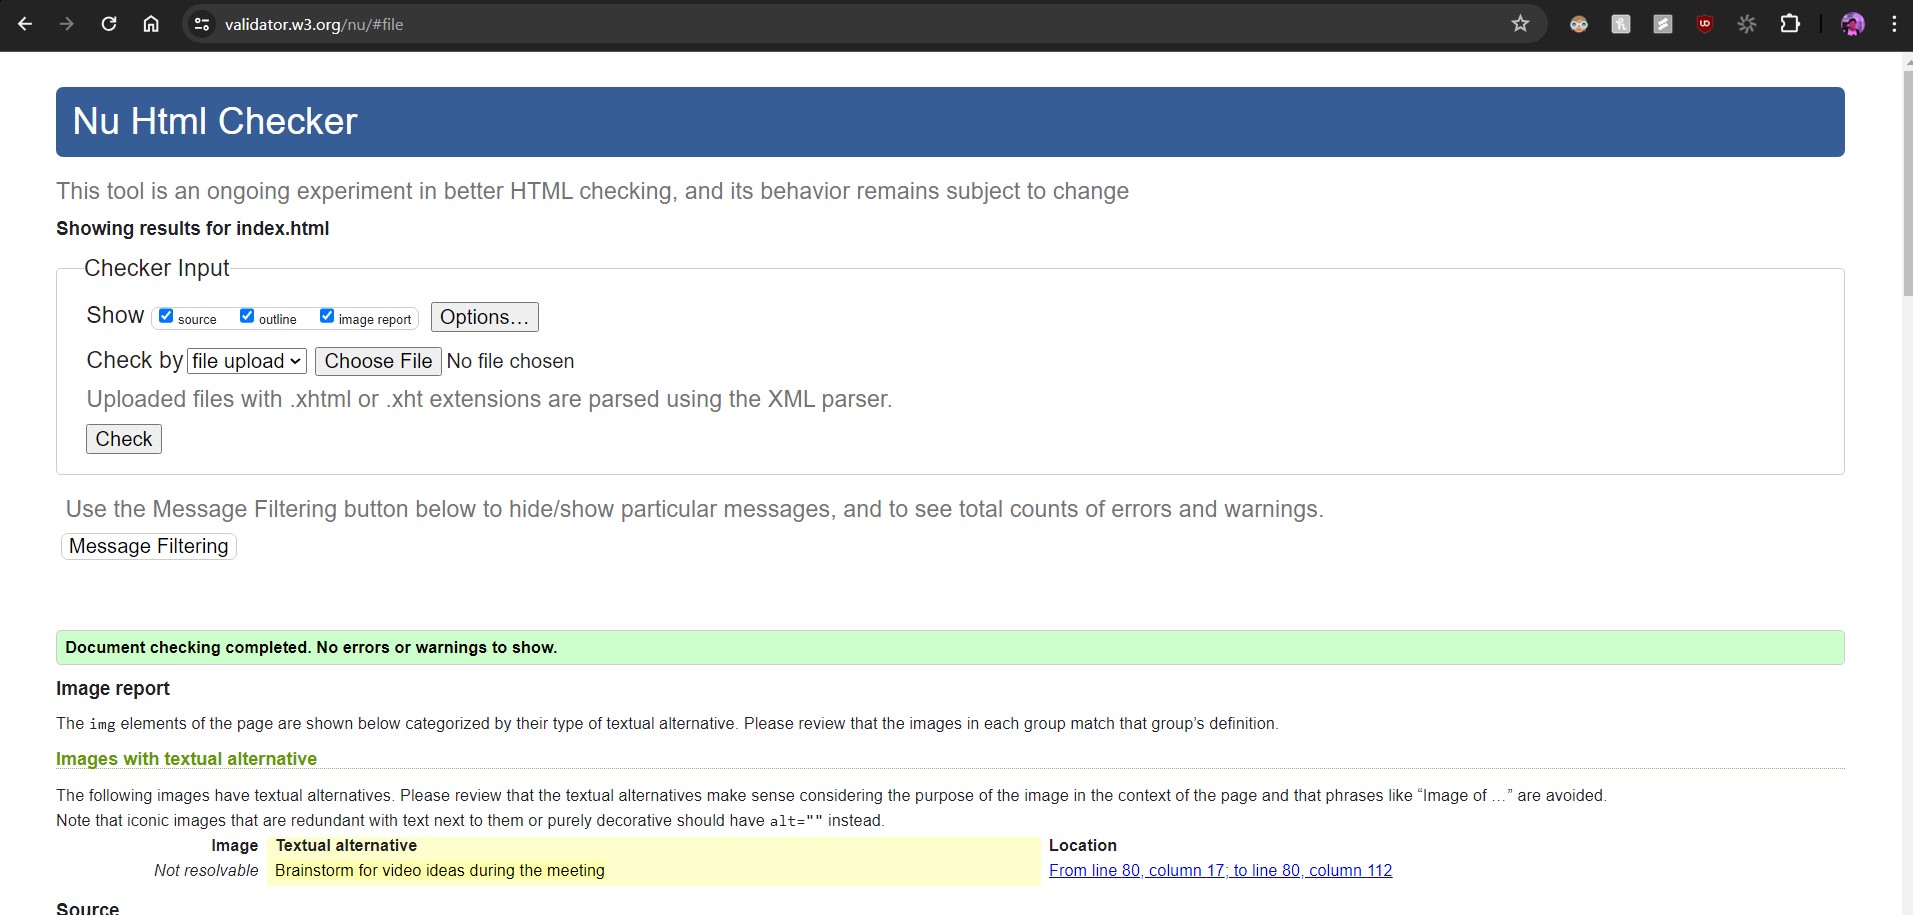 validator.w3.org/nu/#file
Nu Html Checker
This tool is an ongoing experiment in better HTML checking, and its behavior remains subject to change
Showing results for index.html
Checker Input
Show source outline image report Options...
Check by file upload Choose File No file chosen
Uploaded files with .xhtml or .xht extensions are parsed using the XML parser.
Check
Use the Message Filtering button below to hide/show particular messages, and to see total counts of errors and warnings.
Message Filtering
Document checking completed. No errors or warnings to show.
Image report
The img elements of the page are shown below categorized by their type of textual alternative. Please review that the images in each group match that group’s definition.
Images with textual alternative
The following images have textual alternatives. Please review that the textual alternatives make sense considering the purpose of the image in the context of the page and that phrases like “Image of …” are avoided.
Note that iconic images that are redundant with text next to them or purely decorative should have alt="" instead.
Image Textual alternative Location
Not resolvable Brainstorm for video ideas during the meeting From line 80, column 17; to line 80, column 112
Source